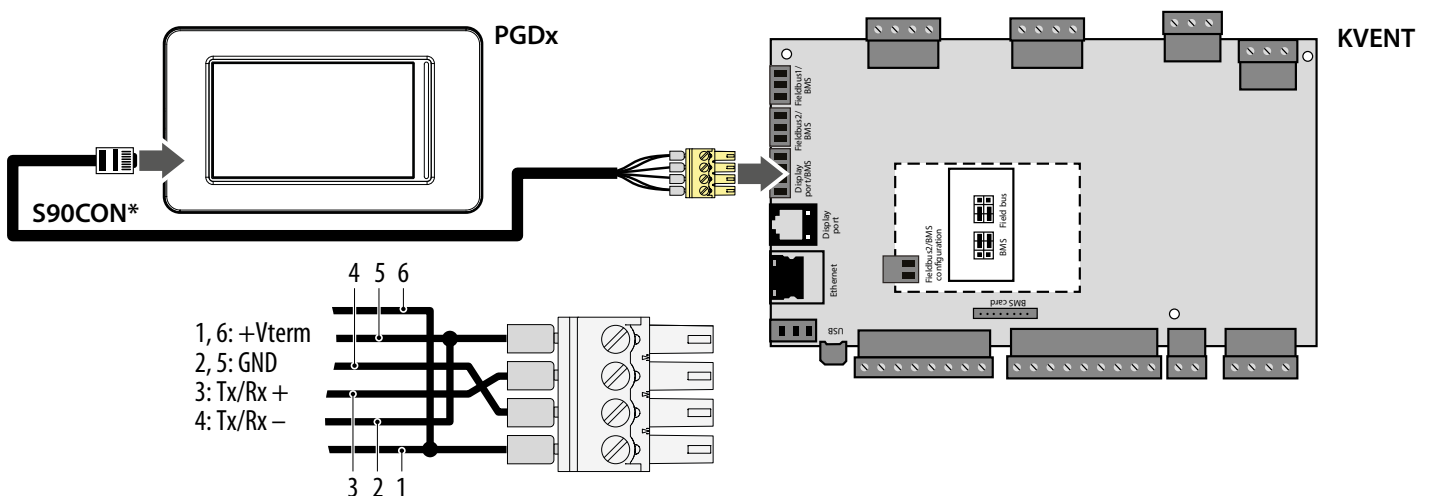 PGDx
KVENT
S90CON*
Fieldbus1/
BMS
Fieldbus2/
BMS
Display
port/BMS
Display
port
Ethernet
USB
Fieldbus2/BMS
configuration
BMS
Field bus
BMS card
4 5 6
1, 6: +Vterm
2, 5: GND
3: Tx/Rx +
4: Tx/Rx –
3 2 1